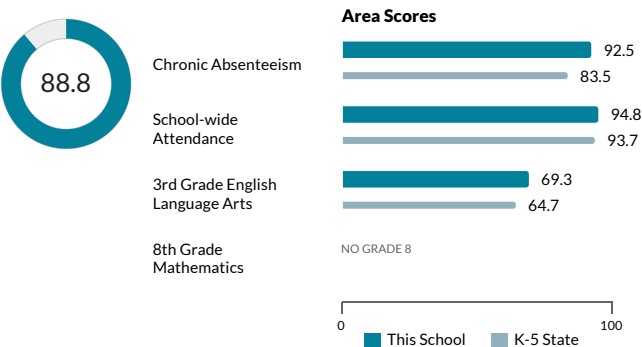 Area Scores
88.8
Chronic Absenteeism
92.5
83.5
School-wide
Attendance
94.8
93.7
3rd Grade English
Language Arts
69.3
64.7
8th Grade
Mathematics
NO GRADE 8
0
100
This School
K-5 State